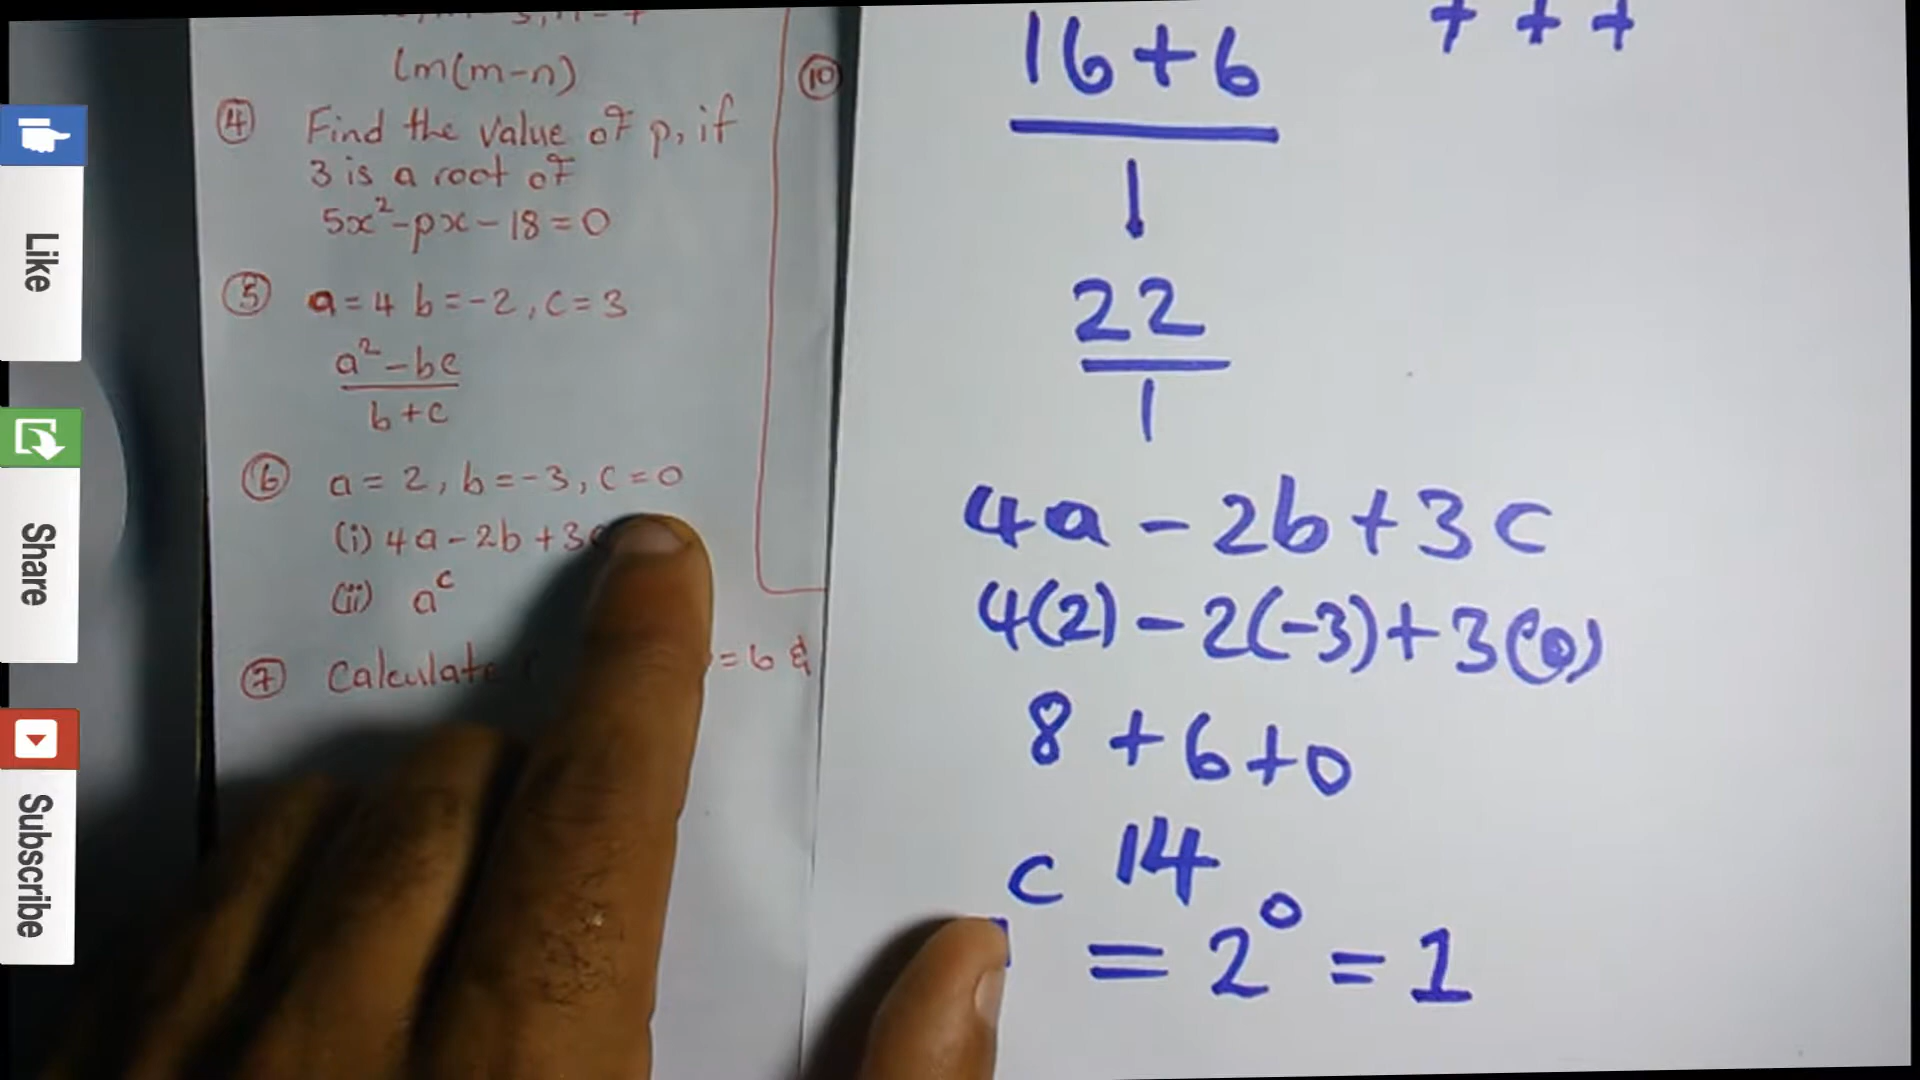 lm(m-n)
④ Find the value of p, if
3 is a root of
5x²-px-18=0
⑤ a=4 b=-2, c=3
a²-bc
b+c
⑥ a=2, b=-3, c=0
(i) 4a-2b+3c
(ii) a^c
⑦ Calculate
=6 &
⑩
16+6
1
22
1
4a-2b+3c
4(2)-2(-3)+3(0)
8+6+0
14
c
=2⁰=1
+++
Like
Share
Subscribe